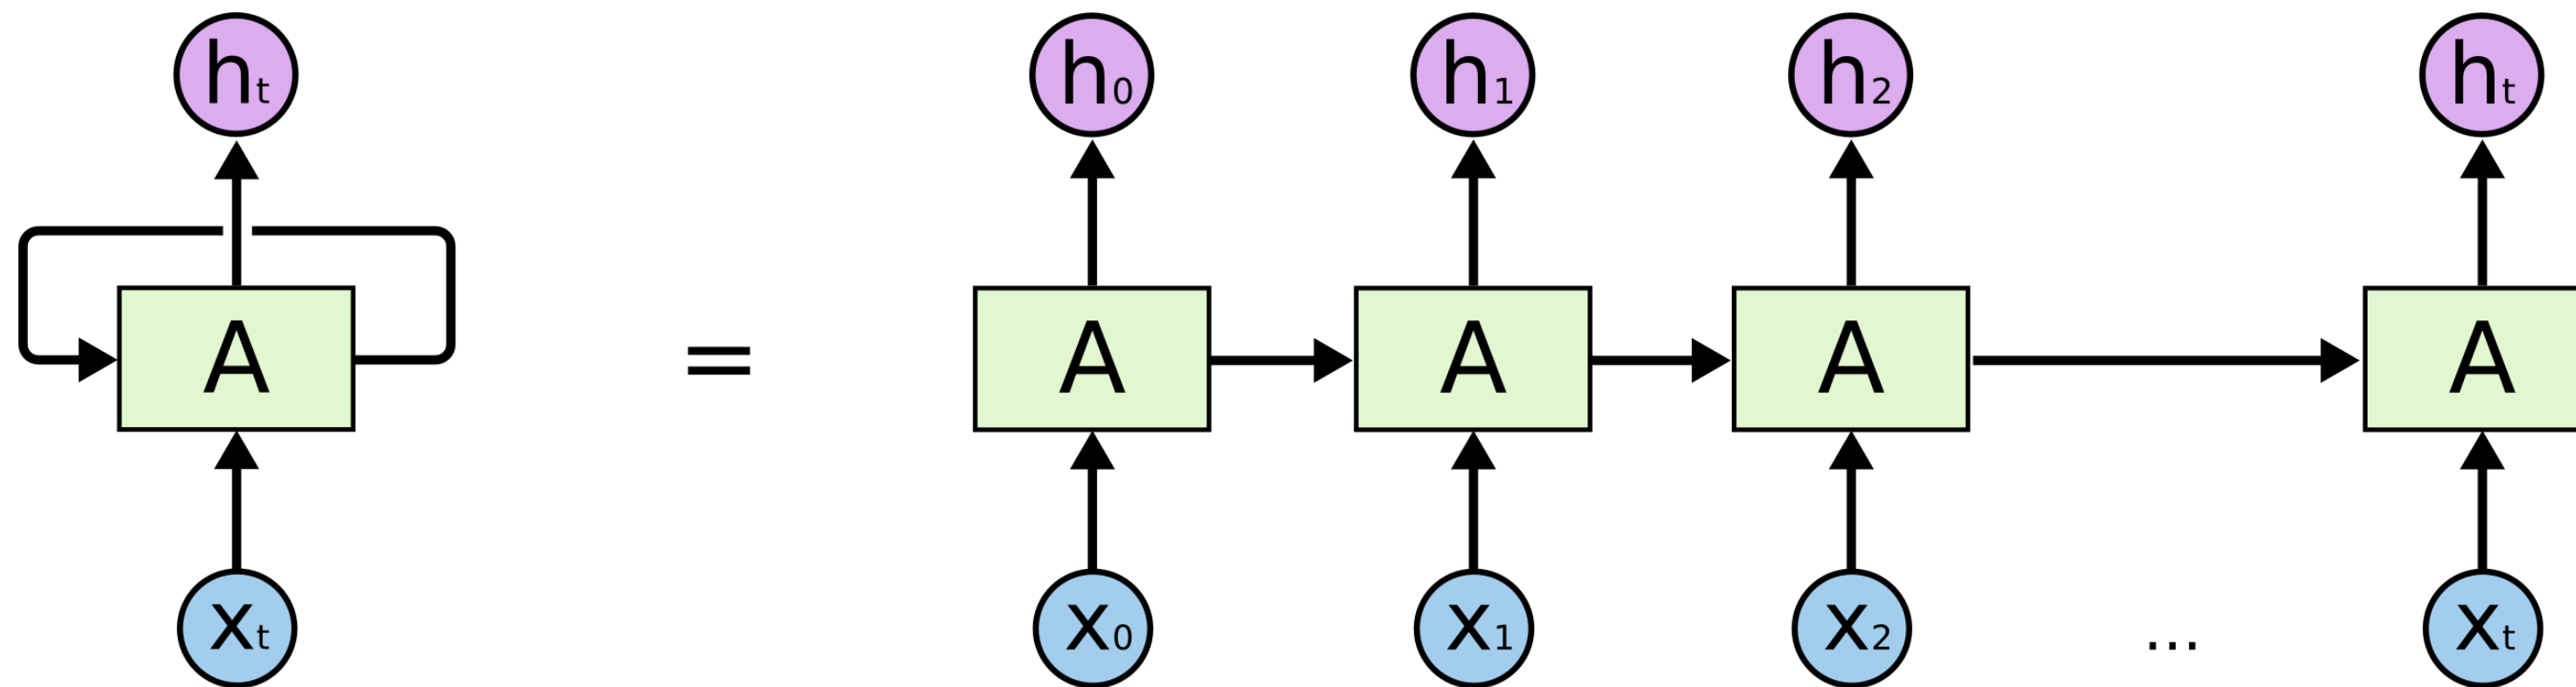 ht h0 h1 h2 ht
A = A A A A
xt x0 x1 x2 ... xt